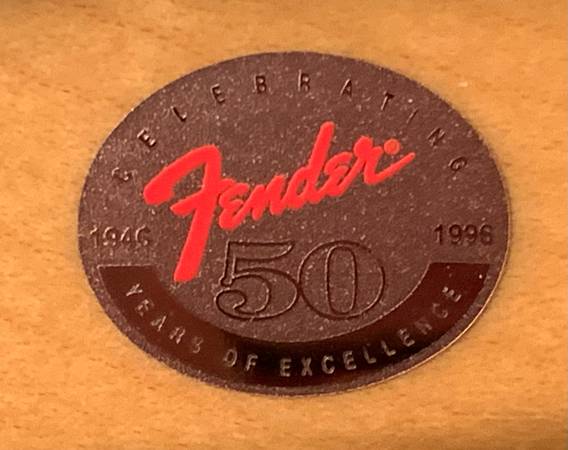 CELEBRATING
Fender®
1946 1996
50
YEARS OF EXCELLENCE